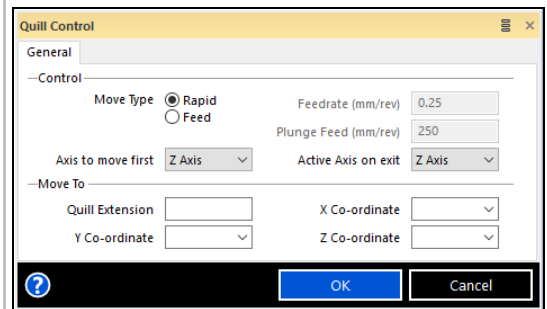 Quill Control
General
Control
Move Type Rapid Feedrate (mm/rev) 0.25
Feed
Plunge Feed (mm/rev) 250
Axis to move first Z Axis Active Axis on exit Z Axis
Move To
Quill Extension X Co-ordinate
Y Co-ordinate Z Co-ordinate
? OK Cancel